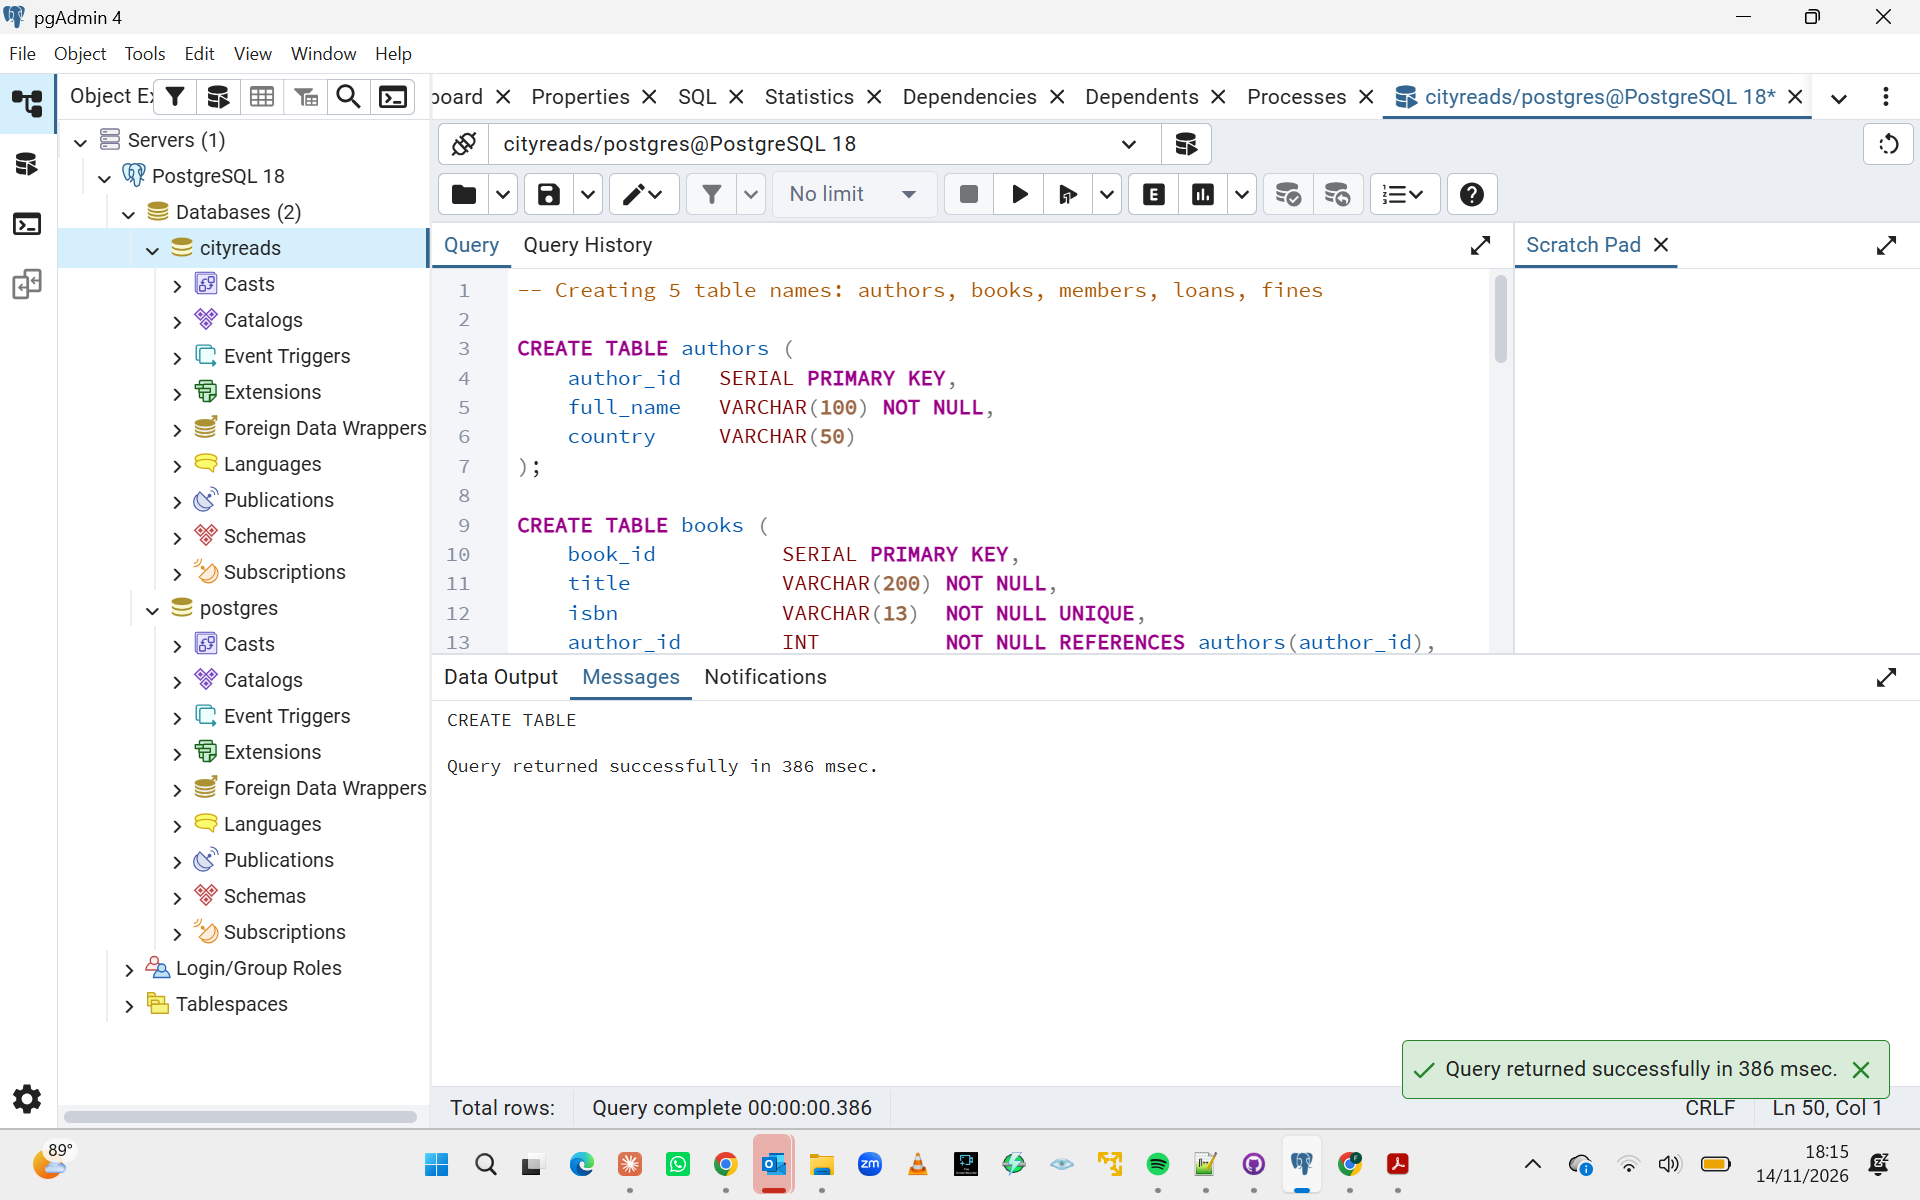 pgAdmin 4
File Object Tools Edit View Window Help
Object Ex
board Properties SQL Statistics Dependencies Dependents Processes cityreads/postgres@PostgreSQL 18*
Servers (1)
PostgreSQL 18
Databases (2)
cityreads
Casts
Catalogs
Event Triggers
Extensions
Foreign Data Wrappers
Languages
Publications
Schemas
Subscriptions
postgres
Casts
Catalogs
Event Triggers
Extensions
Foreign Data Wrappers
Languages
Publications
Schemas
Subscriptions
Login/Group Roles
Tablespaces
cityreads/postgres@PostgreSQL 18
No limit
E
Query Query History
Scratch Pad
1 -- Creating 5 table names: authors, books, members, loans, fines
2
3 CREATE TABLE authors (
4 author_id SERIAL PRIMARY KEY,
5 full_name VARCHAR(100) NOT NULL,
6 country VARCHAR(50)
7 );
8
9 CREATE TABLE books (
10 book_id SERIAL PRIMARY KEY,
11 title VARCHAR(200) NOT NULL,
12 isbn VARCHAR(13) NOT NULL UNIQUE,
13 author_id INT NOT NULL REFERENCES authors(author_id),
Data Output Messages Notifications
CREATE TABLE
Query returned successfully in 386 msec.
Query returned successfully in 386 msec.
Total rows: Query complete 00:00:00.386 CRLF Ln 50, Col 1
89°
zm
18:15
14/11/2026